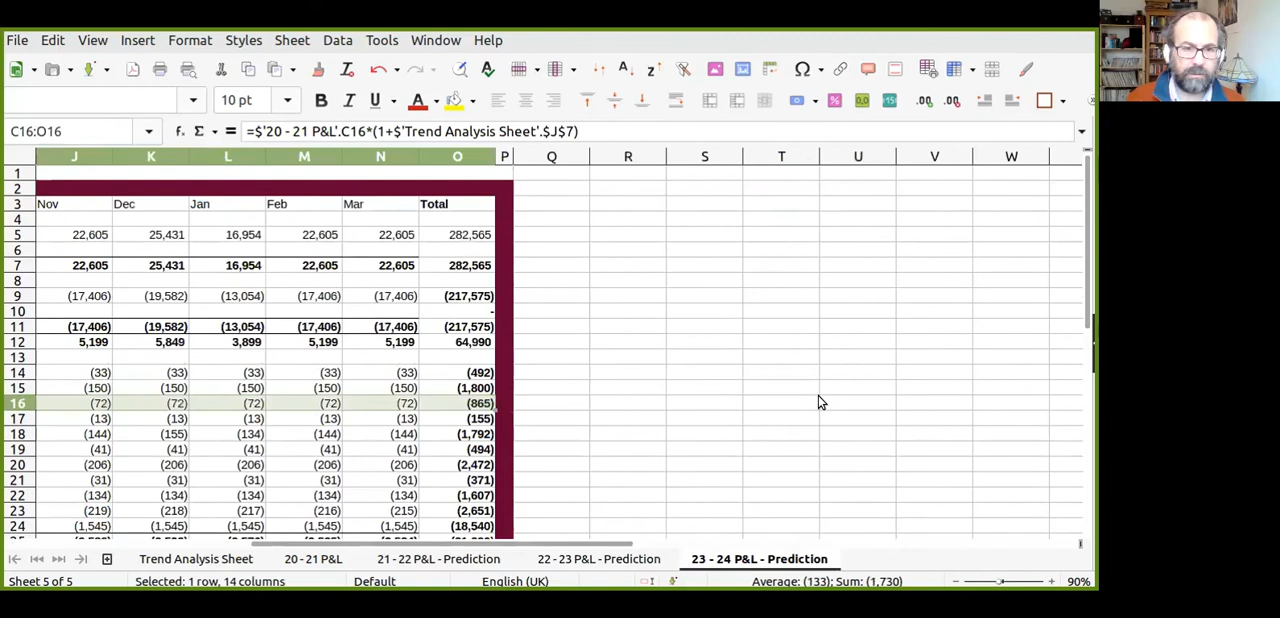 File Edit View Insert Format Styles Sheet Data Tools Window Help
10 pt
C16:O16 =$'20 - 21 P&L'.C16*(1+$'Trend Analysis Sheet'.$J$7)
J K L M N O P Q R S T U V W
1
2
3 Nov Dec Jan Feb Mar Total
4
5 22,605 25,431 16,954 22,605 22,605 282,565
6
7 22,605 25,431 16,954 22,605 22,605 282,565
8
9 (17,406) (19,582) (13,054) (17,406) (17,406) (217,575)
10 -
11 (17,406) (19,582) (13,054) (17,406) (17,406) (217,575)
12 5,199 5,849 3,899 5,199 5,199 64,990
13
14 (33) (33) (33) (33) (33) (492)
15 (150) (150) (150) (150) (150) (1,800)
16 (72) (72) (72) (72) (72) (865)
17 (13) (13) (13) (13) (13) (155)
18 (144) (155) (134) (144) (144) (1,792)
19 (41) (41) (41) (41) (41) (494)
20 (206) (206) (206) (206) (206) (2,472)
21 (31) (31) (31) (31) (31) (371)
22 (134) (134) (134) (134) (134) (1,607)
23 (219) (218) (217) (216) (215) (2,651)
24 (1,545) (1,545) (1,545) (1,545) (1,545) (18,540)
Trend Analysis Sheet 20 - 21 P&L 21 - 22 P&L - Prediction 22 - 23 P&L - Prediction 23 - 24 P&L - Prediction
Sheet 5 of 5 Selected: 1 row, 14 columns Default English (UK) Average: (133); Sum: (1,730) 90%